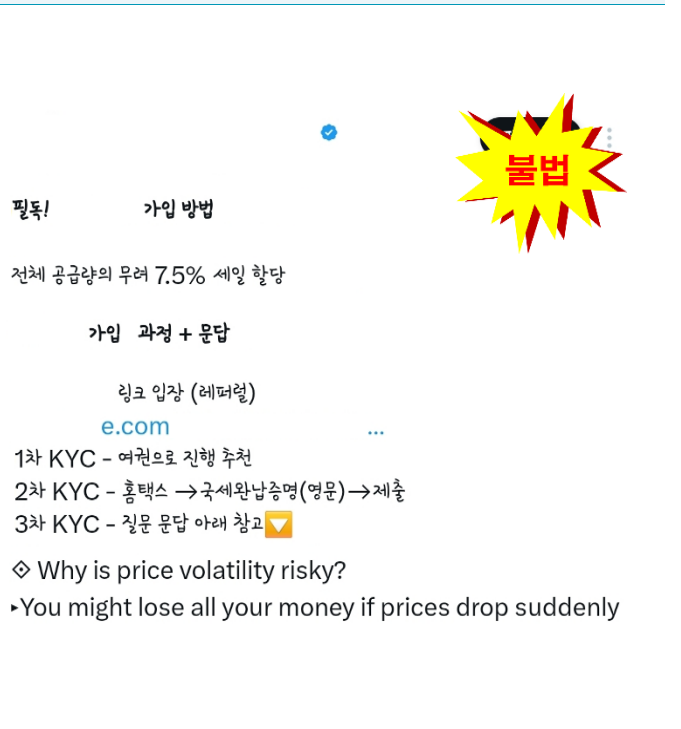 불법
필독! 가입 방법
전체 공급량의 무려 7.5% 세일 할당
가입 과정 + 문답
링크 입장 (레퍼럴)
e.com ...
1차 KYC - 여권으로 진행 추천
2차 KYC - 홈택스 →국세완납증명(영문)→제출
3차 KYC - 질문 문답 아래 참고🔽
⟐ Why is price volatility risky?
▸You might lose all your money if prices drop suddenly